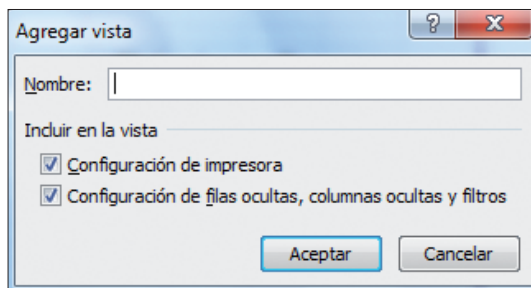 Agregar vista
Nombre:
Incluir en la vista
Configuración de impresora
Configuración de filas ocultas, columnas ocultas y filtros
Aceptar Cancelar